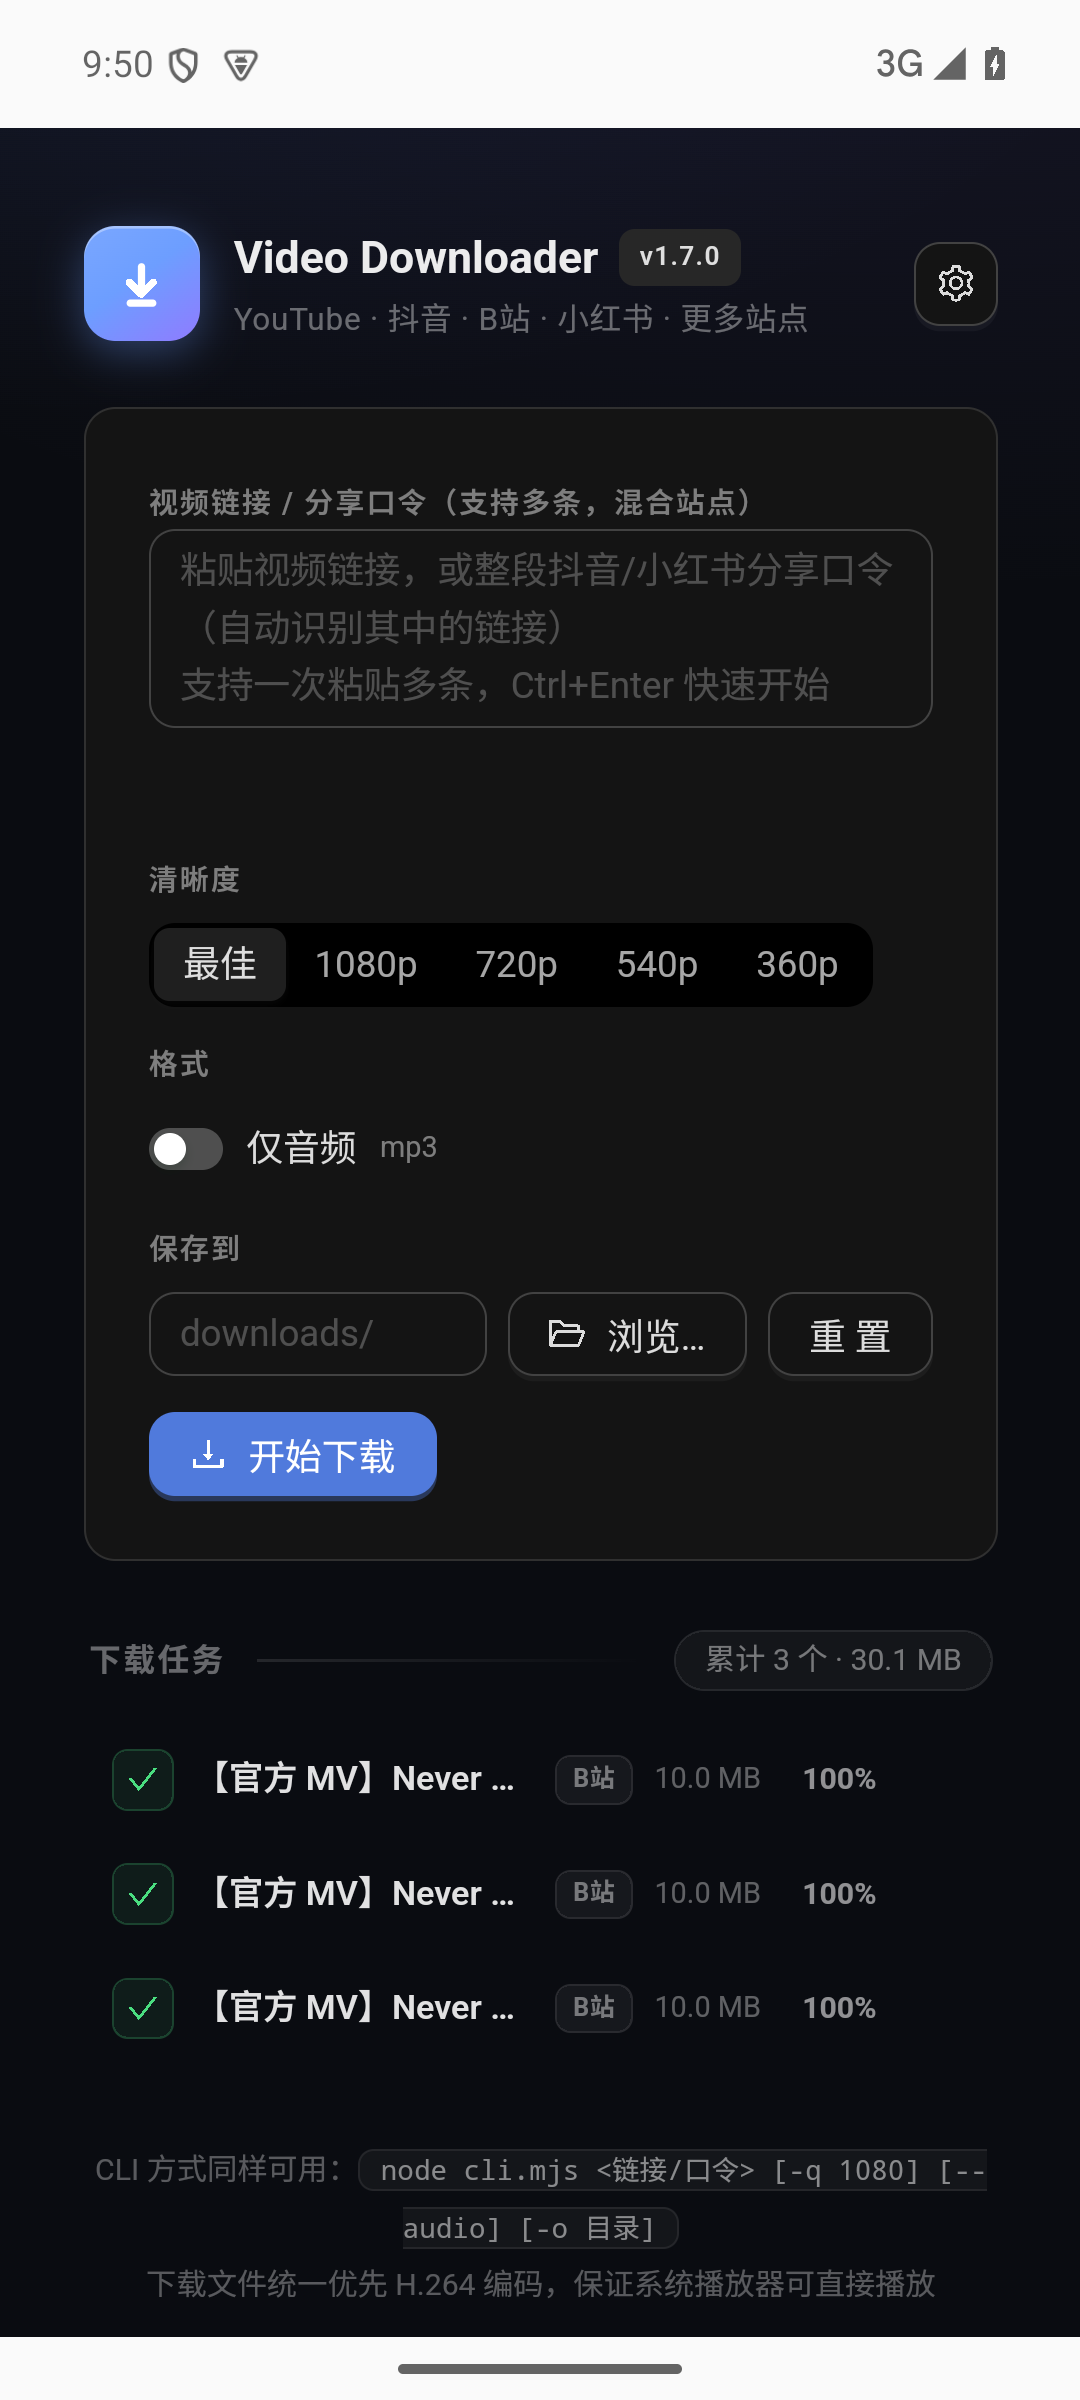 9:50
3G
Video Downloader v1.7.0
YouTube · 抖音 · B站 · 小红书 · 更多站点
视频链接 / 分享口令（支持多条，混合站点）
粘贴视频链接，或整段抖音/小红书分享口令
（自动识别其中的链接）
支持一次粘贴多条，Ctrl+Enter 快速开始
清晰度
最佳 1080p 720p 540p 360p
格式
仅音频 mp3
保存到
downloads/ 浏览... 重 置
开始下载
下载任务 累计 3 个 · 30.1 MB
【官方 MV】Never ... B站 10.0 MB 100%
【官方 MV】Never ... B站 10.0 MB 100%
【官方 MV】Never ... B站 10.0 MB 100%
CLI 方式同样可用： node cli.mjs <链接/口令> [-q 1080] [--
audio] [-o 目录]
下载文件统一优先 H.264 编码，保证系统播放器可直接播放